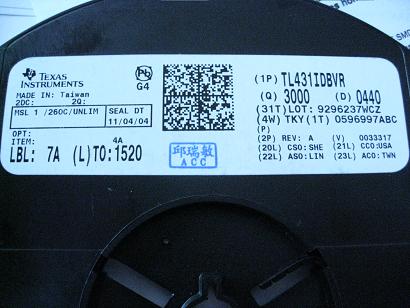 TEXAS INSTRUMENTS
MADE IN: Taiwan
2DC: 2Q:
MSL 1 /260C/UNLIM
SEAL DT
11/04/04
OPT:
ITEM: 4A
LBL: 7A (L)TO:1520
Pb
G4
邱瑞敏
ACC
(1P) TL431IDBVR
(Q) 3000 (D) 0440
(31T)LOT: 9296237WCZ
(4W) TKY(1T) 0596997ABC
(P)
(2P) REV: A (V) 0033317
(20L) CSO:SHE (21L) CCO:USA
(22L) ASO:LIN (23L) ACO:TWN